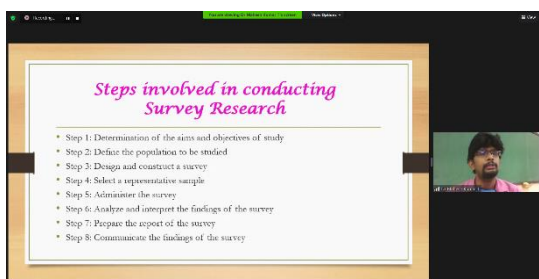 Recording...
View Options
View
Steps involved in conducting
Survey Research
• Step 1: Determination of the aims and objectives of study
• Step 2: Define the population to be studied
• Step 3: Design and construct a survey
• Step 4: Select a representative sample
• Step 5: Administer the survey
• Step 6: Analyze and interpret the findings of the survey
• Step 7: Prepare the report of the survey
• Step 8: Communicate the findings of the survey